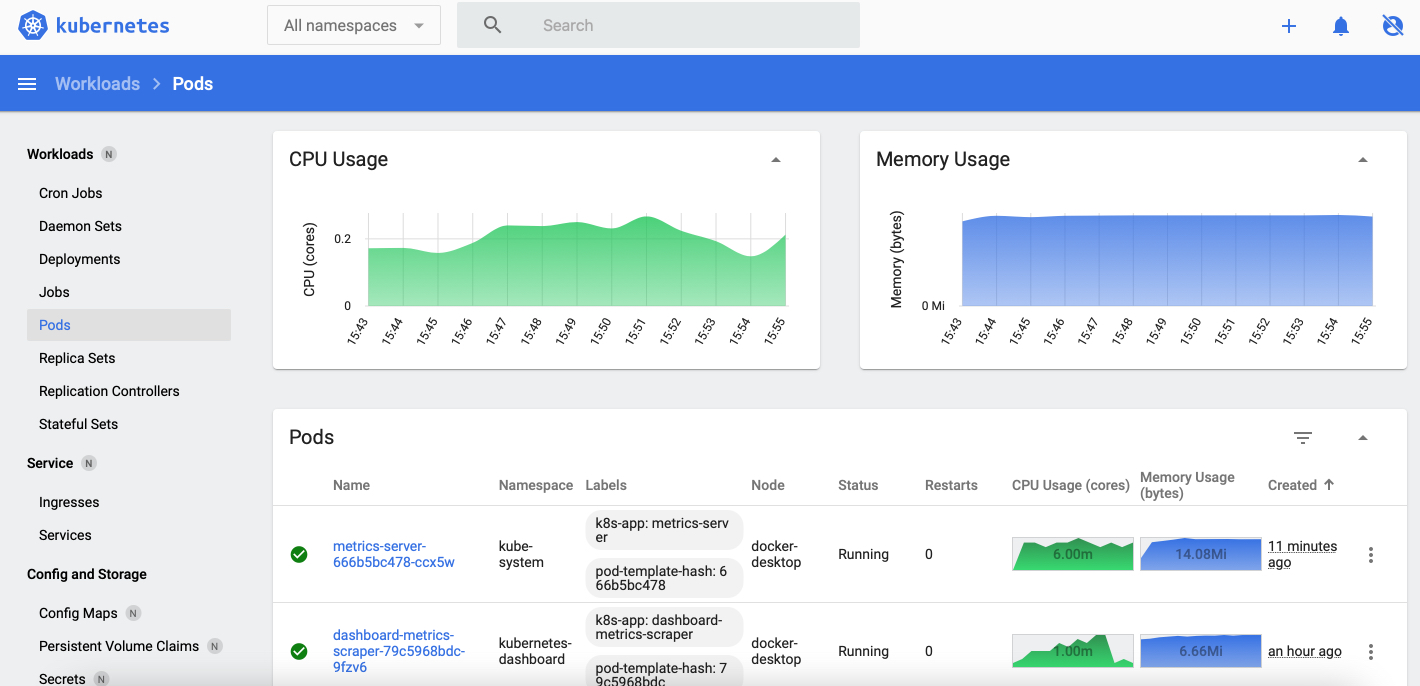 kubernetes
All namespaces
Search
Workloads > Pods
Workloads N
Cron Jobs
Daemon Sets
Deployments
Jobs
Pods
Replica Sets
Replication Controllers
Stateful Sets
Service N
Ingresses
Services
Config and Storage
Config Maps N
Persistent Volume Claims N
Secrets N
CPU Usage
CPU (cores)
0.2
0
15:43 15:44 15:45 15:46 15:47 15:48 15:49 15:50 15:51 15:52 15:53 15:54 15:55
Memory Usage
Memory (bytes)
0 Mi
15:43 15:44 15:45 15:46 15:47 15:48 15:49 15:50 15:51 15:52 15:53 15:54 15:55
Pods
Name Namespace Labels Node Status Restarts CPU Usage (cores) Memory Usage
(bytes) Created
metrics-server-
666b5bc478-ccx5w
kube-
system
k8s-app: metrics-serv
er
pod-template-hash: 6
66b5bc478
docker-
desktop
Running
0
6.00m
14.08Mi
11 minutes
ago
dashboard-metrics-
scraper-79c5968bdc-
9fzv6
kubernetes-
dashboard
k8s-app: dashboard-
metrics-scraper
pod-template-hash: 7
9c5968bdc
docker-
desktop
Running
0
1.00m
6.66Mi
an hour ago